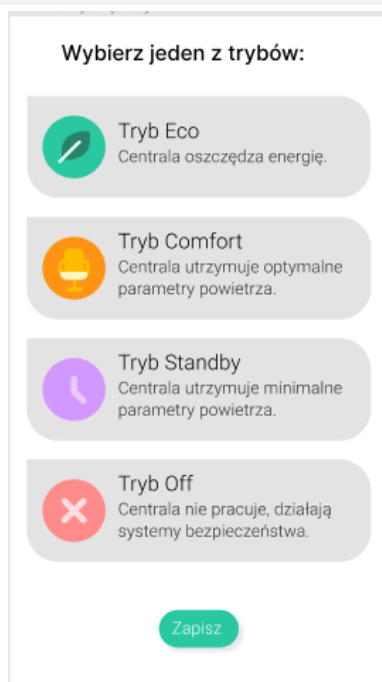 Wybierz jeden z trybów:
Tryb Eco
Centrala oszczędza energię.
Tryb Comfort
Centrala utrzymuje optymalne
parametry powietrza.
Tryb Standby
Centrala utrzymuje minimalne
parametry powietrza.
Tryb Off
Centrala nie pracuje, działają
systemy bezpieczeństwa.
Zapisz